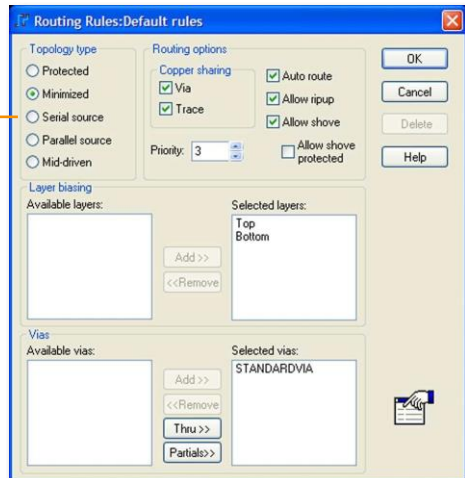 Routing Rules:Default rules
Topology type
Protected
Minimized
Serial source
Parallel source
Mid-driven
Routing options
Copper sharing
Via
Trace
Auto route
Allow ripup
Allow shove
Priority: 3
Allow shove
protected
OK
Cancel
Delete
Help
Layer biasing
Available layers:
Selected layers:
Top
Bottom
Add >>
<<Remove
Vias
Available vias:
Selected vias:
STANDARDVIA
Add >>
<<Remove
Thru >>
Partials>>